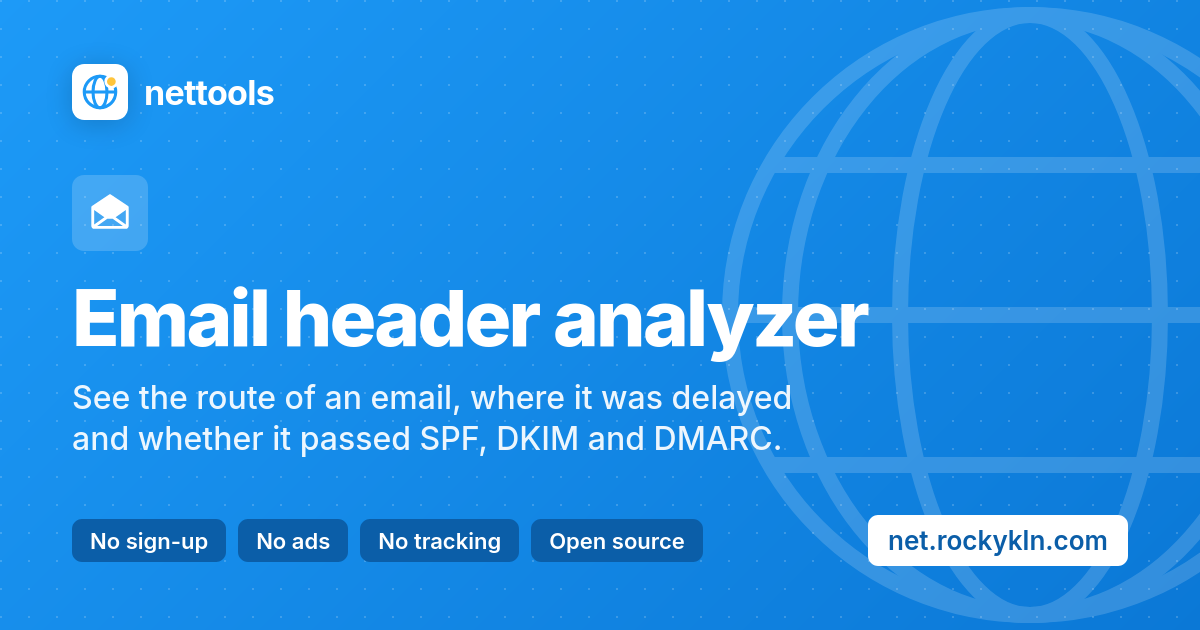 nettools
Email header analyzer
See the route of an email, where it was delayed
and whether it passed SPF, DKIM and DMARC.
No sign-up
No ads
No tracking
Open source
net.rockykln.com